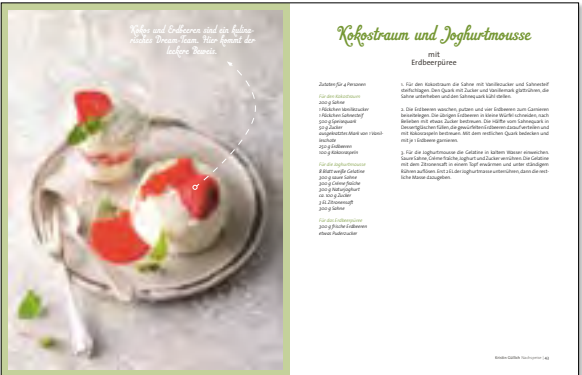 Kokos und Erdbeeren sind ein kulina-
risches Dream-Team. Hier kommt der
leckere Beweis.
Kokostraum und Joghurtmousse
mit
Erdbeerpüree
Zutaten für 4 Personen
Für den Kokostraum
200 g Sahne
1 Päckchen Vanillezucker
1 Päckchen Sahnesteif
500 g Speisequark
50 g Zucker
ausgekratztes Mark von 1 Vanil-
leschote
250 g Erdbeeren
100 g Kokosraspeln
Für die Joghurtmousse
8 Blatt weiße Gelatine
300 g saure Sahne
300 g Crème fraîche
300 g Naturjoghurt
ca. 100 g Zucker
3 EL Zitronensaft
300 g Sahne
Für das Erdbeerpüree
300 g frische Erdbeeren
etwas Puderzucker
1. Für den Kokostraum die Sahne mit Vanillezucker und Sahnesteif
steifschlagen. Den Quark mit Zucker und Vanillemark glattrühren, die
Sahne unterheben und den Sahnequark kühl stellen.
2. Die Erdbeeren waschen, putzen und vier Erdbeeren zum Garnieren
beiseitelegen. Die übrigen Erdbeeren in kleine Würfel schneiden, nach
Belieben mit etwas Zucker bestreuen. Die Hälfte vom Sahnequark in
Dessertgläschen füllen, die gewürfelten Erdbeeren darauf verteilen und
mit Kokosraspeln bestreuen. Mit dem restlichen Quark bedecken und
mit je 1 Erdbeere garnieren.
3. Für die Joghurtmousse die Gelatine in kaltem Wasser einweichen.
Saure Sahne, Crème fraîche, Joghurt und Zucker verrühren. Die Gelatine
mit dem Zitronensaft in einem Topf erwärmen und unter ständigem
Rühren auflösen. Erst 2 EL der Joghurtmousse unterrühren, dann die rest-
liche Masse dazugeben.